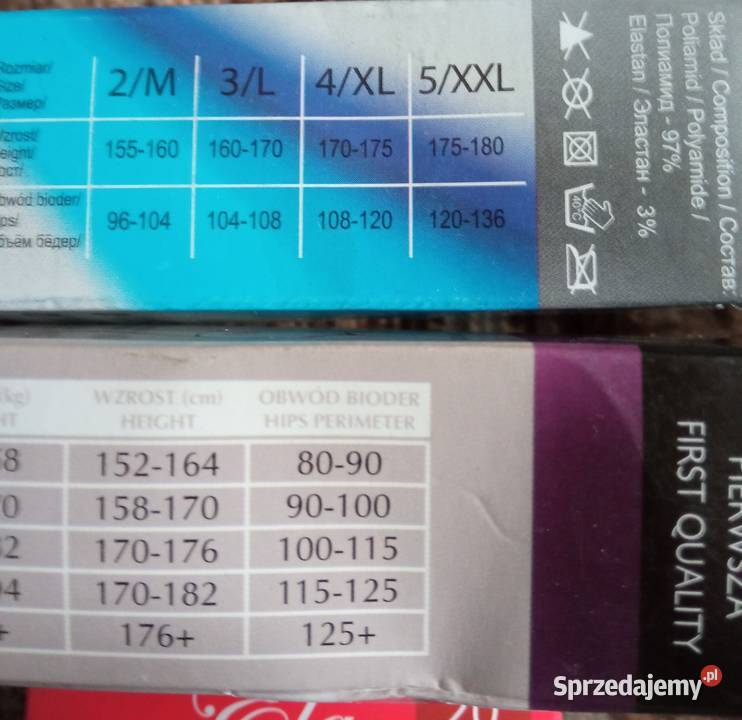 Rozmiar/ 2/M 3/L 4/XL 5/XXL
155-160 160-170 170-175 175-180
96-104 104-108 108-120 120-136
40°C
Skład / Composition / Состав:
Poliamid / Polyamide /
Полиамид - 97%
Elastan / Эластан - 3%
WZROST (cm) OBWÓD BIODER
HEIGHT HIPS PERIMETER
152-164 80-90
158-170 90-100
170-176 100-115
170-182 115-125
176+ 125+
FIRST QUALITY
Sprzedajemy.pl
20